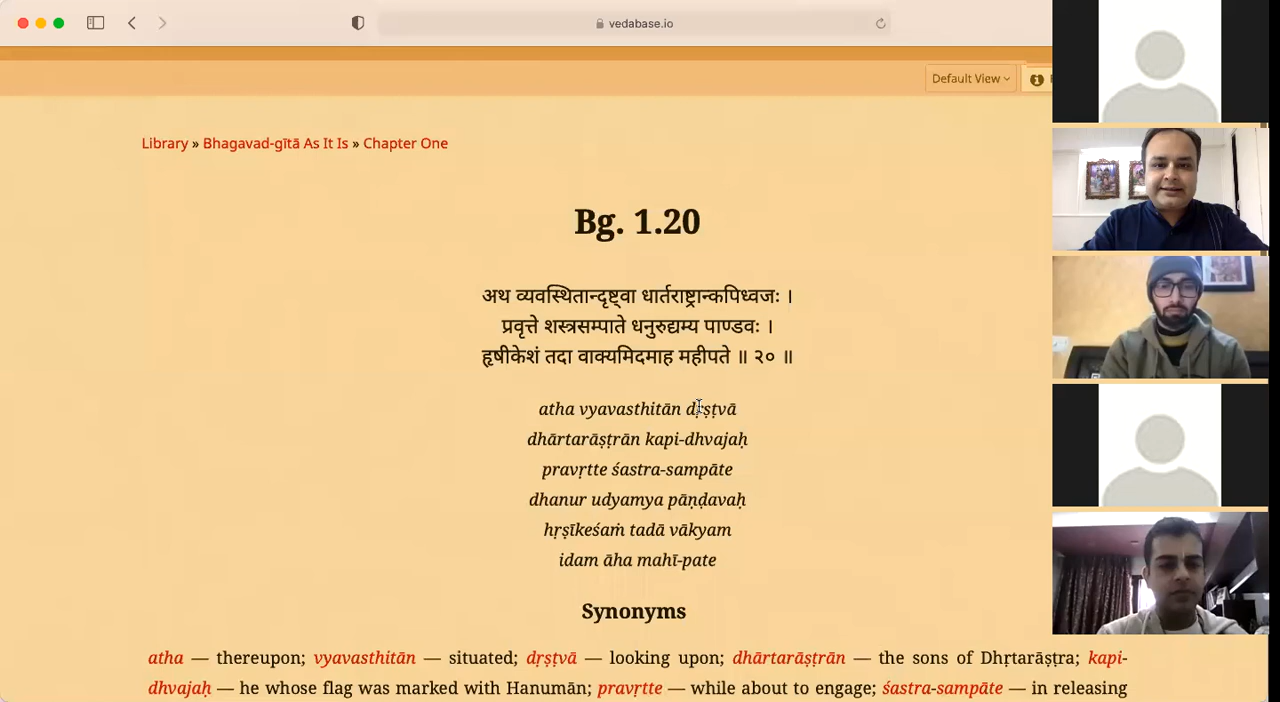 vedabase.io
Default View
Library » Bhagavad-gītā As It Is » Chapter One
Bg. 1.20
अथ व्यवस्थितान्दृष्ट्वा धार्तराष्ट्रान्कपिध्वजः ।
प्रवृत्ते शस्त्रसम्पाते धनुरुद्यम्य पाण्डवः ।
हृषीकेशं तदा वाक्यमिदमाह महीपते ॥ २० ॥
atha vyavasthitān dṛṣṭvā
dhārtarāṣṭrān kapi-dhvajaḥ
pravṛtte śastra-sampāte
dhanur udyamya pāṇḍavaḥ
hṛṣīkeśaṁ tadā vākyam
idam āha mahī-pate
Synonyms
atha — thereupon; vyavasthitān — situated; dṛṣṭvā — looking upon; dhārtarāṣṭrān — the sons of Dhṛtarāṣṭra; kapi-
dhvajaḥ — he whose flag was marked with Hanumān; pravṛtte — while about to engage; śastra-sampāte — in releasing